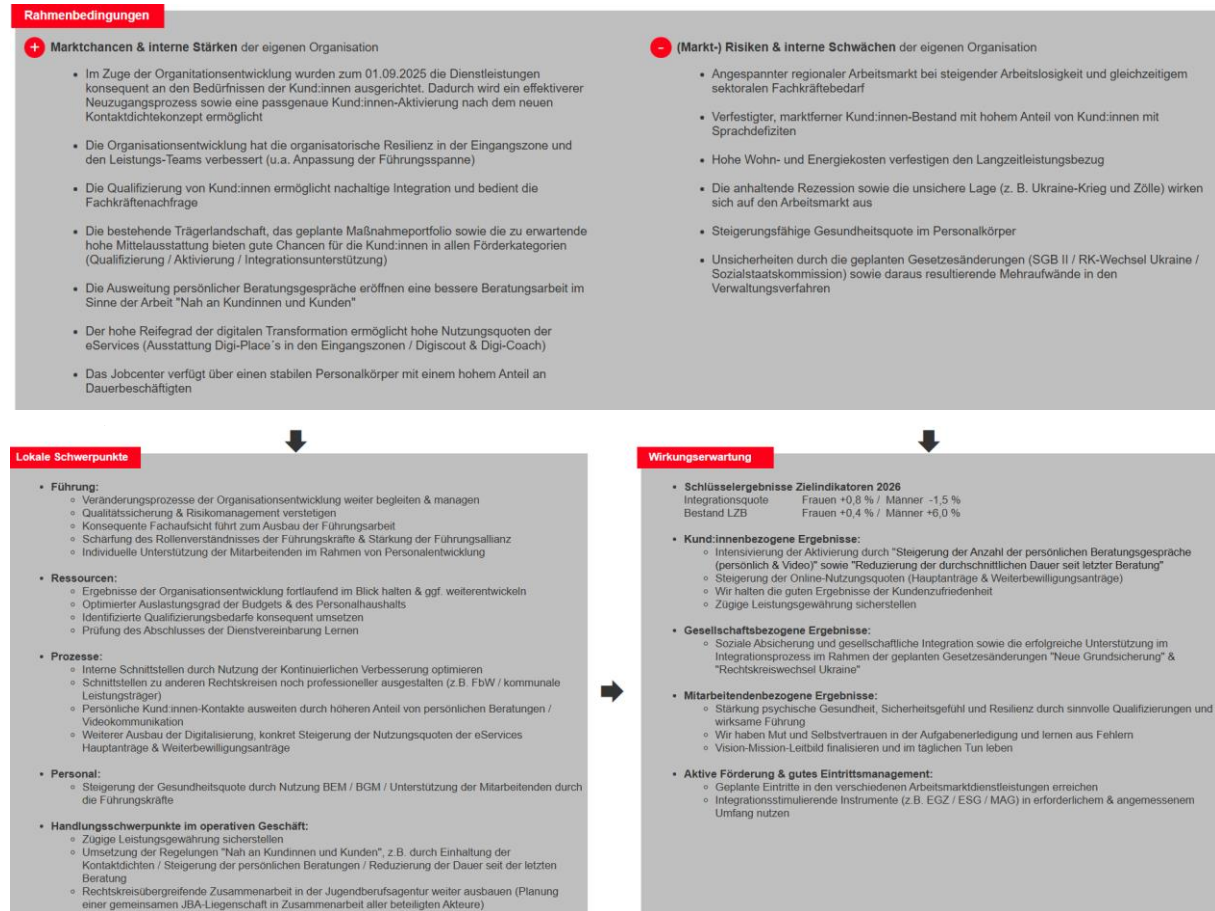 Rahmenbedingungen
+ Marktchancen & interne Stärken der eigenen Organisation
• Im Zuge der Organitationsentwicklung wurden zum 01.09.2025 die Dienstleistungen
konsequent an den Bedürfnissen der Kund:innen ausgerichtet. Dadurch wird ein effektiverer
Neuzugangsprozess sowie eine passgenaue Kund:innen-Aktivierung nach dem neuen
Kontaktdichtekonzept ermöglicht
• Die Organisationsentwicklung hat die organisatorische Resilienz in der Eingangszone und
den Leistungs-Teams verbessert (u.a. Anpassung der Führungsspanne)
• Die Qualifizierung von Kund:innen ermöglicht nachaltige Integration und bedient die
Fachkräftenachfrage
• Die bestehende Trägerlandschaft, das geplante Maßnahmeportfolio sowie die zu erwartende
hohe Mittelausstattung bieten gute Chancen für die Kund:innen in allen Förderkategorien
(Qualifizierung / Aktivierung / Integrationsunterstützung)
• Die Ausweitung persönlicher Beratungsgespräche eröffnen eine bessere Beratungsarbeit im
Sinne der Arbeit "Nah an Kundinnen und Kunden"
• Der hohe Reifegrad der digitalen Transformation ermöglicht hohe Nutzungsquoten der
eServices (Ausstattung Digi-Place´s in den Eingangszonen / Digiscout & Digi-Coach)
• Das Jobcenter verfügt über einen stabilen Personalkörper mit einem hohem Anteil an
Dauerbeschäftigten
- (Markt-) Risiken & interne Schwächen der eigenen Organisation
• Angespannter regionaler Arbeitsmarkt bei steigender Arbeitslosigkeit und gleichzeitigem
sektoralen Fachkräftebedarf
• Verfestigter, marktferner Kund:innen-Bestand mit hohem Anteil von Kund:innen mit
Sprachdefiziten
• Hohe Wohn- und Energiekosten verfestigen den Langzeitleistungsbezug
• Die anhaltende Rezession sowie die unsichere Lage (z. B. Ukraine-Krieg und Zölle) wirken
sich auf den Arbeitsmarkt aus
• Steigerungsfähige Gesundheitsquote im Personalkörper
• Unsicherheiten durch die geplanten Gesetzesänderungen (SGB II / RK-Wechsel Ukraine /
Sozialstaatskommission) sowie daraus resultierende Mehraufwände in den
Verwaltungsverfahren
Lokale Schwerpunkte
• Führung:
◦ Veränderungsprozesse der Organisationsentwicklung weiter begleiten & managen
◦ Qualitätssicherung & Risikomanagement verstetigen
◦ Konsequente Fachaufsicht führt zum Ausbau der Führungsarbeit
◦ Schärfung des Rollenverständnisses der Führungskräfte & Stärkung der Führungsallianz
◦ Individuelle Unterstützung der Mitarbeitenden im Rahmen von Personalentwicklung
• Ressourcen:
◦ Ergebnisse der Organisationsentwicklung fortlaufend im Blick halten & ggf. weiterentwickeln
◦ Optimierter Auslastungsgrad der Budgets & des Personalhaushalts
◦ Identifizierte Qualifizierungsbedarfe konsequent umsetzen
◦ Prüfung des Abschlusses der Dienstvereinbarung Lernen
• Prozesse:
◦ Interne Schnittstellen durch Nutzung der Kontinuierlichen Verbesserung optimieren
◦ Schnittstellen zu anderen Rechtskreisen noch professioneller ausgestalten (z.B. FbW / kommunale
Leistungsträger)
◦ Persönliche Kund:innen-Kontakte ausweiten durch höheren Anteil von persönlichen Beratungen /
Videokommunikation
◦ Weiterer Ausbau der Digitalisierung, konkret Steigerung der Nutzungsquoten der eServices
Hauptanträge & Weiterbewilligungsanträge
• Personal:
◦ Steigerung der Gesundheitsquote durch Nutzung BEM / BGM / Unterstützung der Mitarbeitenden durch
die Führungskräfte
• Handlungsschwerpunkte im operativen Geschäft:
◦ Zügige Leistungsgewährung sicherstellen
◦ Umsetzung der Regelungen "Nah an Kundinnen und Kunden", z.B. durch Einhaltung der
Kontaktdichten / Steigerung der persönlichen Beratungen / Reduzierung der Dauer seit der letzten
Beratung
◦ Rechtskreisübergreifende Zusammenarbeit in der Jugendberufsagentur weiter ausbauen (Planung
einer gemeinsamen JBA-Liegenschaft in Zusammenarbeit aller beteiligten Akteure)
Wirkungserwartung
• Schlüsselergebnisse Zielindikatoren 2026
Integrationsquote Frauen +0,8 % / Männer -1,5 %
Bestand LZB Frauen +0,4 % / Männer +6,0 %
• Kund:innenbezogene Ergebnisse:
◦ Intensivierung der Aktivierung durch "Steigerung der Anzahl der persönlichen Beratungsgespräche
(persönlich & Video)" sowie "Reduzierung der durchschnittlichen Dauer seit letzter Beratung"
◦ Steigerung der Online-Nutzungsquoten (Hauptanträge & Weiterbewilligungsanträge)
◦ Wir halten die guten Ergebnisse der Kundenzufriedenheit
◦ Zügige Leistungsgewährung sicherstellen
• Gesellschaftsbezogene Ergebnisse:
◦ Soziale Absicherung und gesellschaftliche Integration sowie die erfolgreiche Unterstützung im
Integrationsprozess im Rahmen der geplanten Gesetzesänderungen "Neue Grundsicherung" &
"Rechtskreiswechsel Ukraine"
• Mitarbeitendenbezogene Ergebnisse:
◦ Stärkung psychische Gesundheit, Sicherheitsgefühl und Resilienz durch sinnvolle Qualifizierungen und
wirksame Führung
◦ Wir haben Mut und Selbstvertrauen in der Aufgabenerledigung und lernen aus Fehlern
◦ Vision-Mission-Leitbild finalisieren und im täglichen Tun leben
• Aktive Förderung & gutes Eintrittsmanagement:
◦ Geplante Eintritte in den verschiedenen Arbeitsmarktdienstleistungen erreichen
◦ Integrationsstimulierende Instrumente (z.B. EGZ / ESG / MAG) in erforderlichem & angemessenem
Umfang nutzen